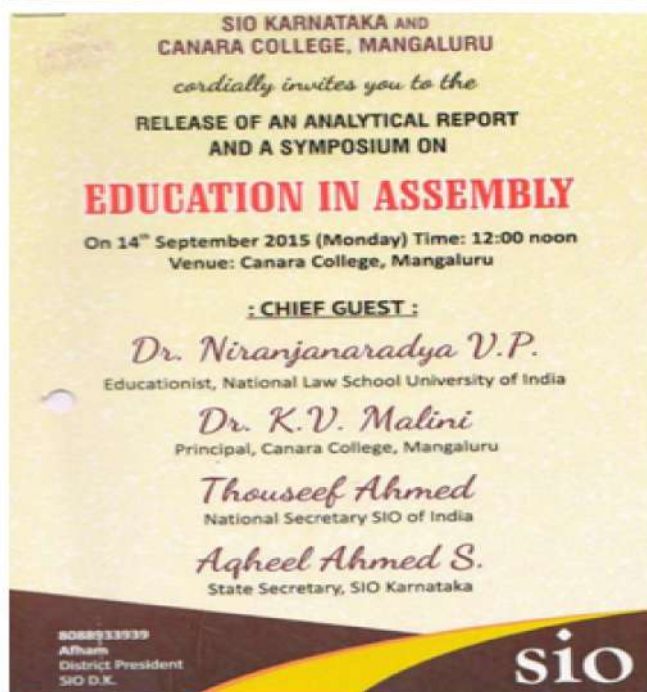 SIO KARNATAKA AND
CANARA COLLEGE, MANGALURU
cordially invites you to the
RELEASE OF AN ANALYTICAL REPORT
AND A SYMPOSIUM ON
EDUCATION IN ASSEMBLY
On 14th September 2015 (Monday) Time: 12:00 noon
Venue: Canara College, Mangaluru
: CHIEF GUEST :
Dr. Niranjanaradya V.P.
Educationist, National Law School University of India
Dr. K.V. Malini
Principal, Canara College, Mangaluru
Thouseef Ahmed
National Secretary SIO of India
Aqheel Ahmed S.
State Secretary, SIO Karnataka
8088933939
Afham
District President
SIO D.K.
sio